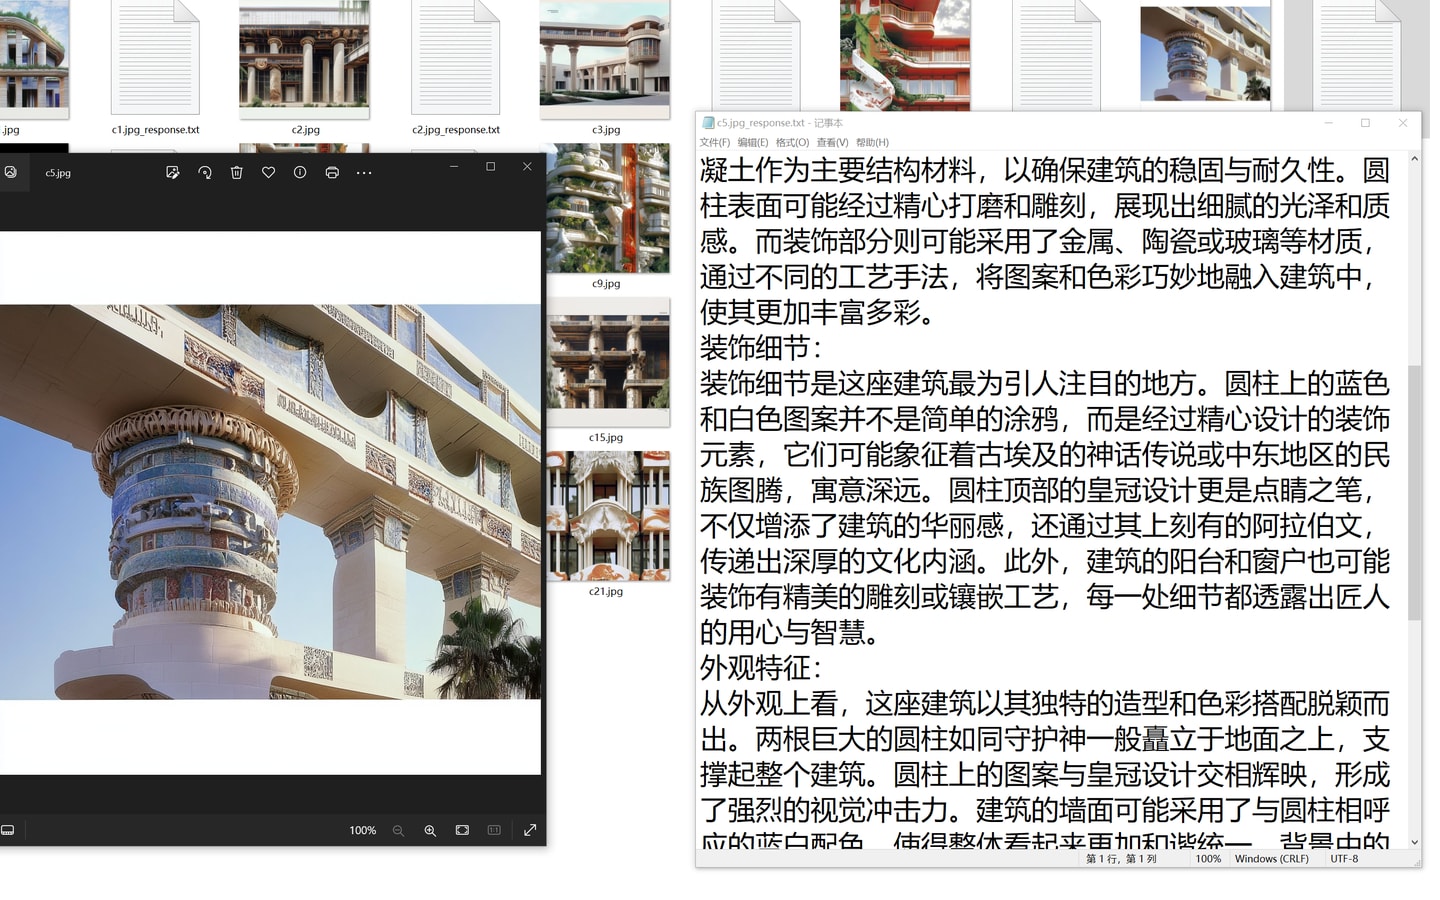 .jpg
c1.jpg_response.txt
c2.jpg
c2.jpg_response.txt
c3.jpg
c9.jpg
c15.jpg
c21.jpg
c5.jpg
100%
1:1
c5.jpg_response.txt - 记事本
文件(F) 编辑(E) 格式(O) 查看(V) 帮助(H)
凝土作为主要结构材料，以确保建筑的稳固与耐久性。圆
柱表面可能经过精心打磨和雕刻，展现出细腻的光泽和质
感。而装饰部分则可能采用了金属、陶瓷或玻璃等材质，
通过不同的工艺手法，将图案和色彩巧妙地融入建筑中，
使其更加丰富多彩。
装饰细节：
装饰细节是这座建筑最为引人注目的地方。圆柱上的蓝色
和白色图案并不是简单的涂鸦，而是经过精心设计的装饰
元素，它们可能象征着古埃及的神话传说或中东地区的民
族图腾，寓意深远。圆柱顶部的皇冠设计更是点睛之笔，
不仅增添了建筑的华丽感，还通过其上刻有的阿拉伯文，
传递出深厚的文化内涵。此外，建筑的阳台和窗户也可能
装饰有精美的雕刻或镶嵌工艺，每一处细节都透露出匠人
的用心与智慧。
外观特征：
从外观上看，这座建筑以其独特的造型和色彩搭配脱颖而
出。两根巨大的圆柱如同守护神一般矗立于地面之上，支
撑起整个建筑。圆柱上的图案与皇冠设计交相辉映，形成
了强烈的视觉冲击力。建筑的墙面可能采用了与圆柱相呼
应的蓝白配色，使得整体看起来更加和谐统一。背景中的
第 1 行，第 1 列 100% Windows (CRLF) UTF-8